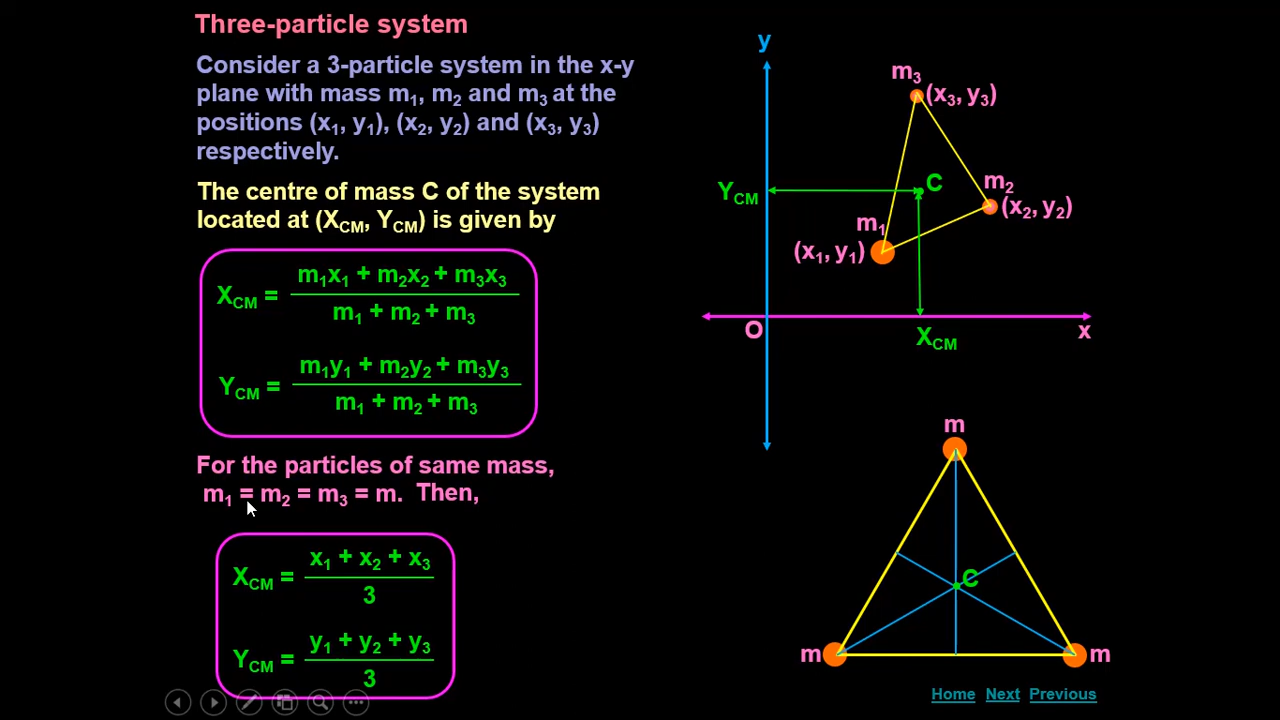 Three-particle system
Consider a 3-particle system in the x-y
plane with mass m₁, m₂ and m₃ at the
positions (x₁, y₁), (x₂, y₂) and (x₃, y₃)
respectively.
The centre of mass C of the system
located at (X_CM, Y_CM) is given by
X_CM = (m₁x₁ + m₂x₂ + m₃x₃) / (m₁ + m₂ + m₃)
Y_CM = (m₁y₁ + m₂y₂ + m₃y₃) / (m₁ + m₂ + m₃)
For the particles of same mass,
m₁ = m₂ = m₃ = m. Then,
X_CM = (x₁ + x₂ + x₃) / 3
Y_CM = (y₁ + y₂ + y₃) / 3
y
m₃
(x₃, y₃)
C
Y_CM
m₂
(x₂, y₂)
m₁
(x₁, y₁)
O
X_CM
x
m
C
m
m
Home Next Previous